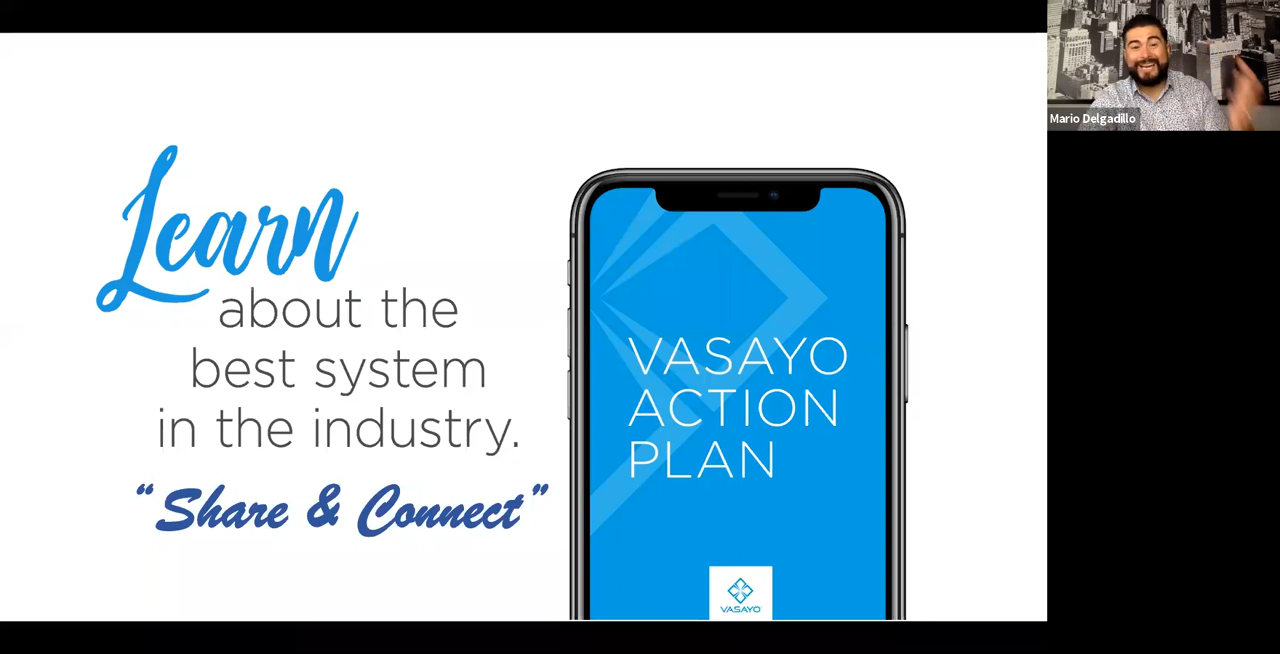 Learn
about the
best system
in the industry.
“Share & Connect”
VASAYO
ACTION
PLAN
VASAYO
Mario Delgadillo